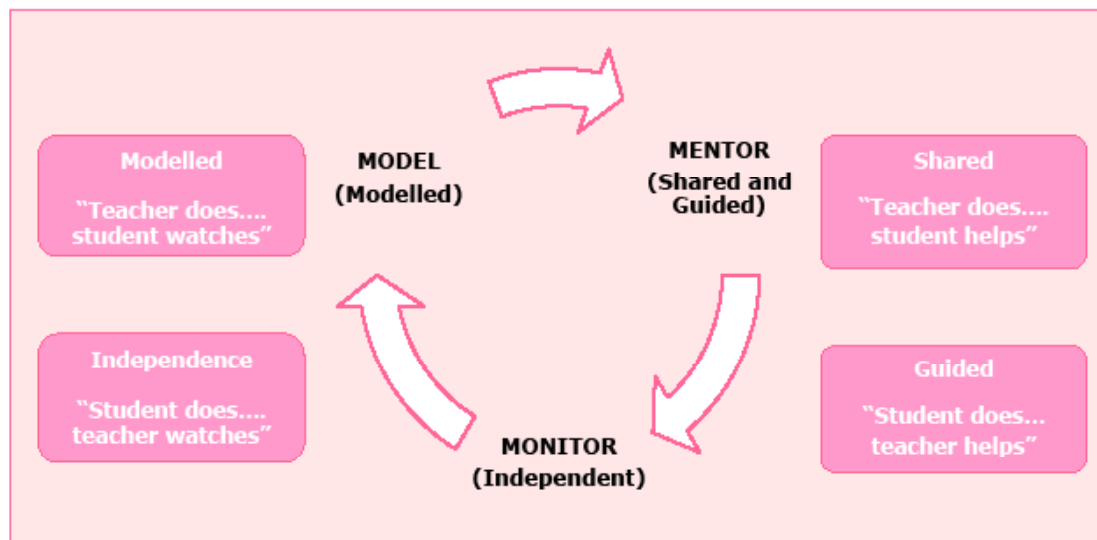 Modelled
“Teacher does....
student watches”
MODEL
(Modelled)
MENTOR
(Shared and
Guided)
Shared
“Teacher does....
student helps”
Independence
“Student does....
teacher watches”
MONITOR
(Independent)
Guided
“Student does...
teacher helps”